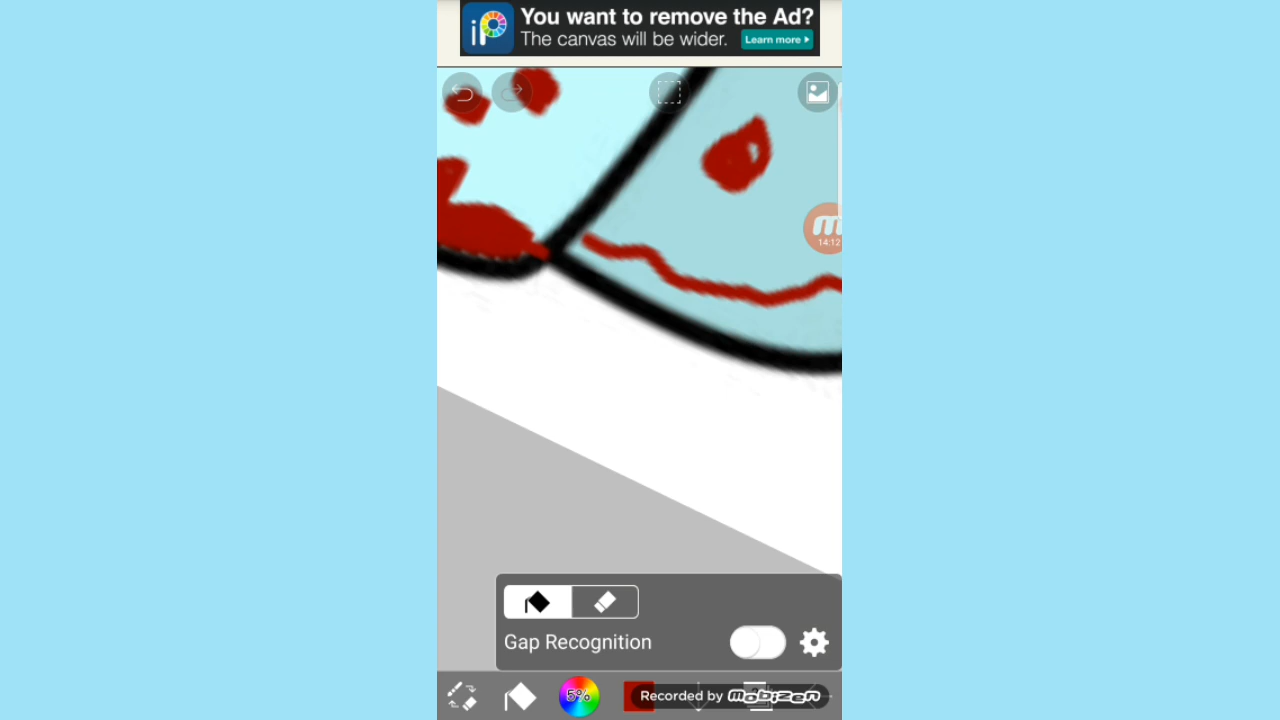 iP
You want to remove the Ad?
The canvas will be wider.
Learn more
m
14:12
Gap Recognition
5%
Recorded by mobizen